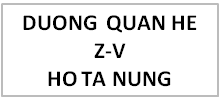 DUONG QUAN HE
Z-V
HO TA NUNG